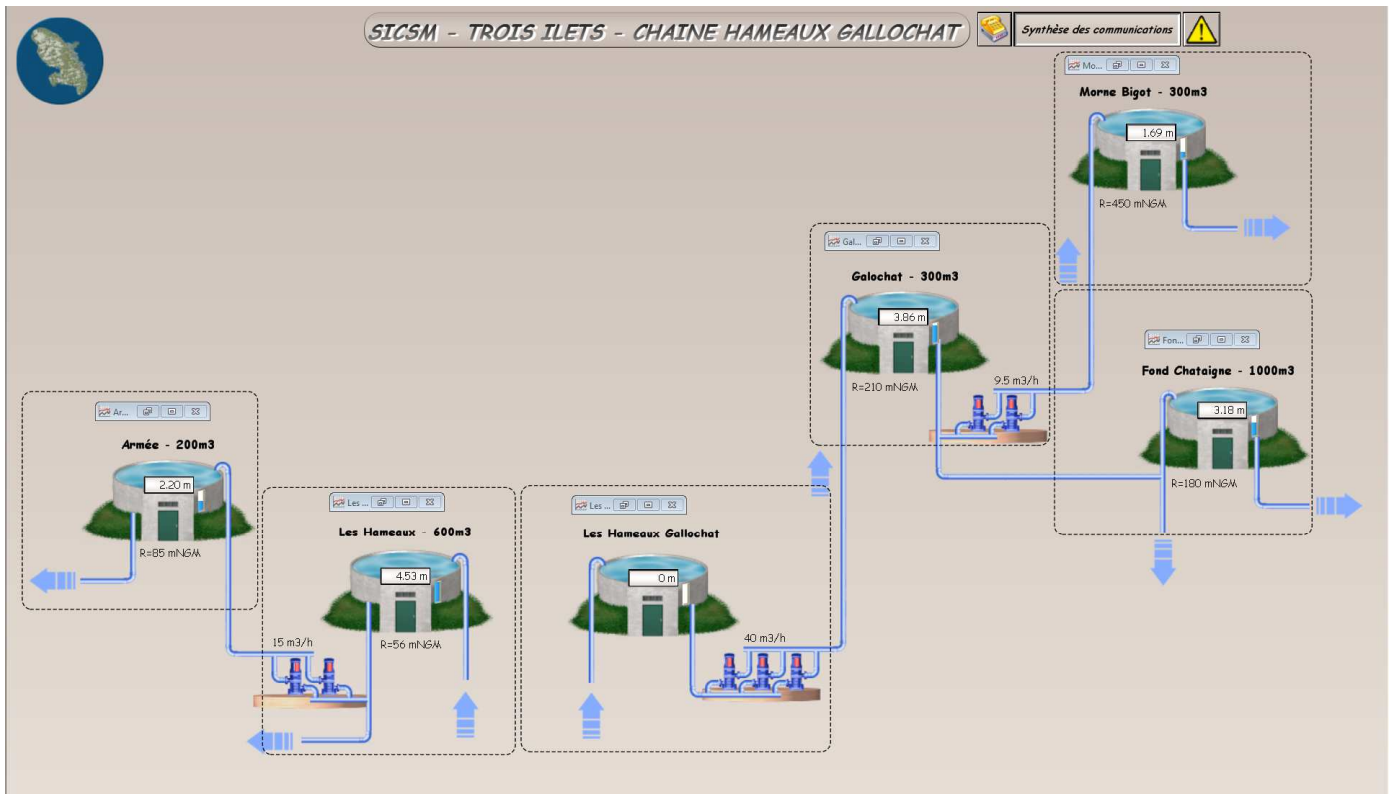 SICSM - TROIS ILETS - CHAINE HAMEAUX GALLOCHAT
Synthèse des communications
Mo...
Morne Bigot - 300m3
1.69 m
R=450 mNGM
Gal...
Galochat - 300m3
3.86 m
R=210 mNGM
9.5 m3/h
Fon...
Fond Chataigne - 1000m3
3.18 m
R=180 mNGM
Ar...
Armée - 200m3
2.20 m
R=85 mNGM
Les ...
Les Hameaux - 600m3
4.53 m
R=56 mNGM
15 m3/h
Les ...
Les Hameaux Gallochat
0 m
40 m3/h